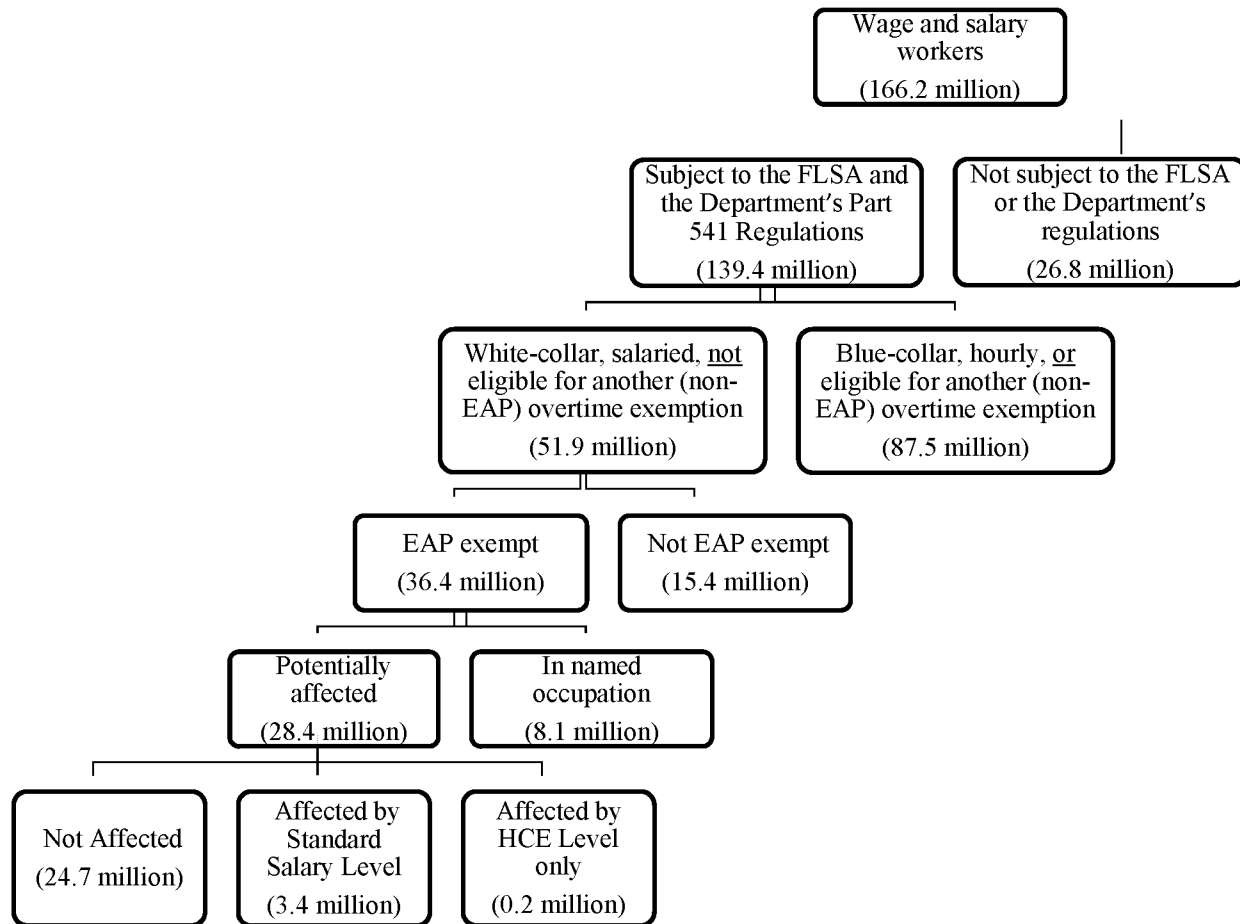 Wage and salary
workers
(166.2 million)
Subject to the FLSA and
the Department's Part
541 Regulations
(139.4 million)
Not subject to the FLSA
or the Department's
regulations
(26.8 million)
White-collar, salaried, not
eligible for another (non-
EAP) overtime exemption
(51.9 million)
Blue-collar, hourly, or
eligible for another (non-
EAP) overtime exemption
(87.5 million)
EAP exempt
(36.4 million)
Not EAP exempt
(15.4 million)
Potentially
affected
(28.4 million)
In named
occupation
(8.1 million)
Not Affected
(24.7 million)
Affected by
Standard
Salary Level
(3.4 million)
Affected by
HCE Level
only
(0.2 million)